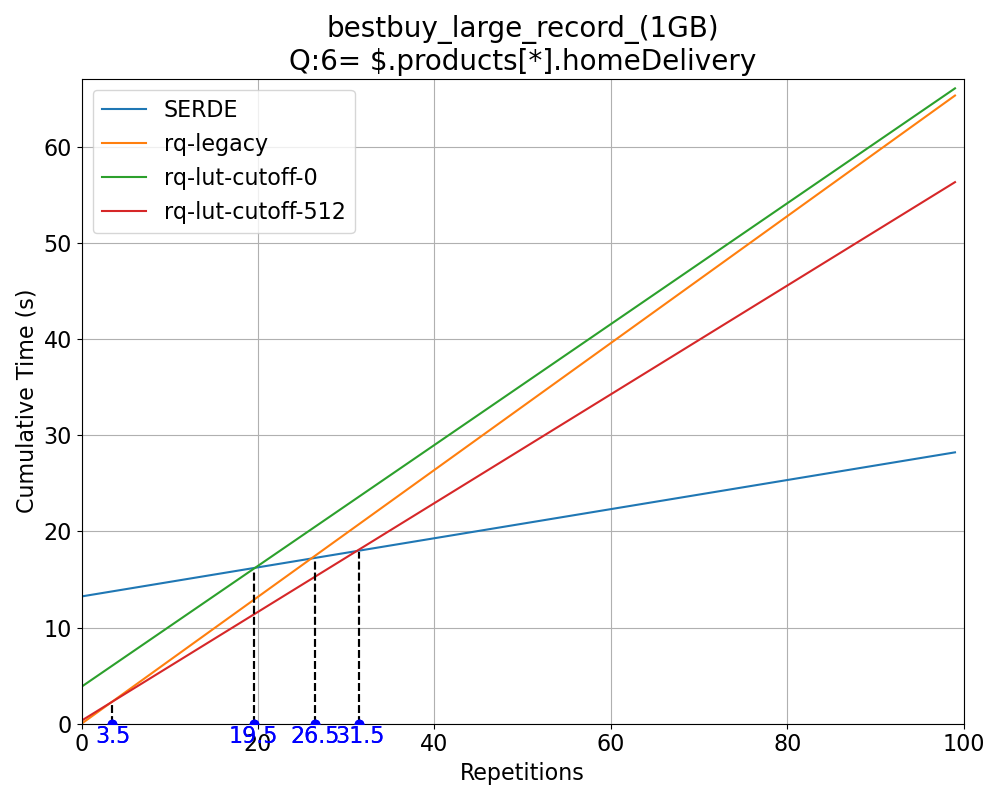 bestbuy_large_record_(1GB)
Q:6= $.products[*].homeDelivery
SERDE
rq-legacy
rq-lut-cutoff-0
rq-lut-cutoff-512
Cumulative Time (s)
60
50
40
30
20
10
0
3.5 19.5 26.5 31.5
0 20 40 60 80 100
Repetitions